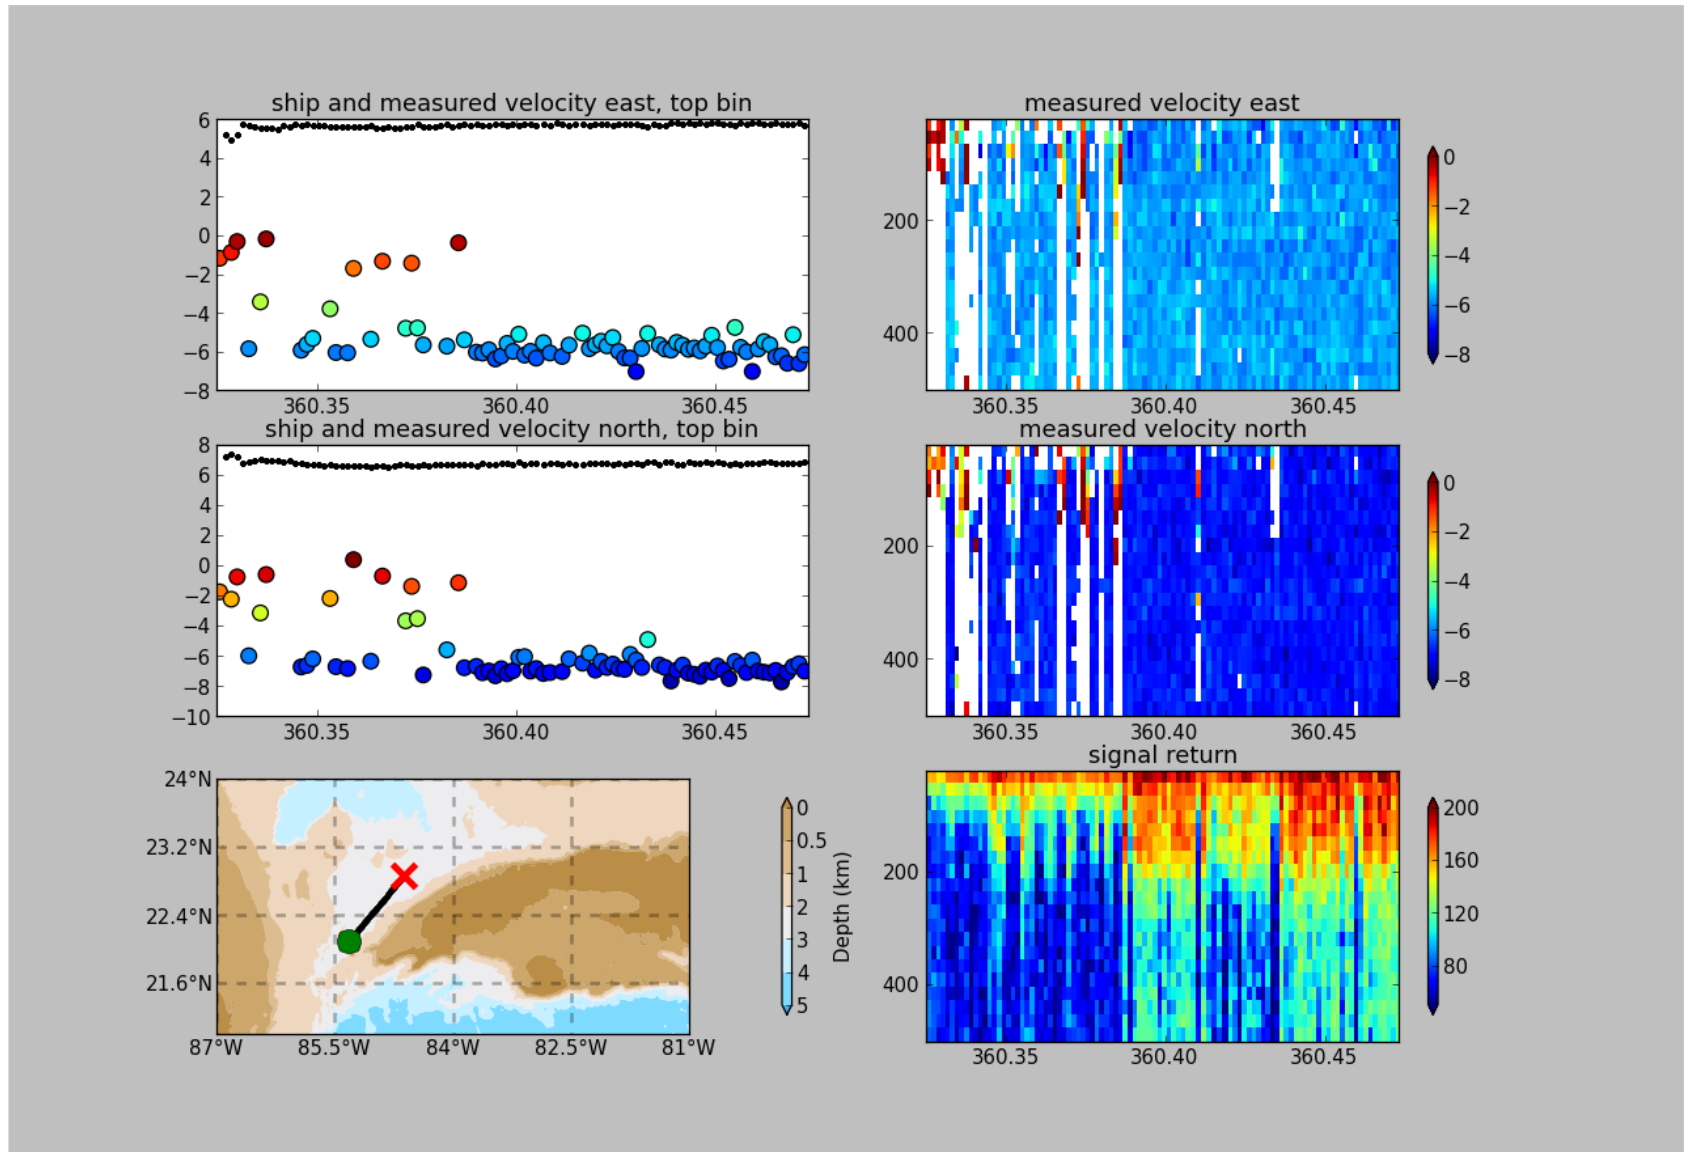 ship and measured velocity east, top bin
6
4
2
0
−2
−4
−6
−8
360.35 360.40 360.45
measured velocity east
200
400
360.35 360.40 360.45
0
−2
−4
−6
−8
ship and measured velocity north, top bin
8
6
4
2
0
−2
−4
−6
−8
−10
360.35 360.40 360.45
measured velocity north
200
400
360.35 360.40 360.45
0
−2
−4
−6
−8
24°N
23.2°N
22.4°N
21.6°N
87°W 85.5°W 84°W 82.5°W 81°W
0
0.5
1
2
3
4
5
Depth (km)
signal return
200
400
360.35 360.40 360.45
200
160
120
80